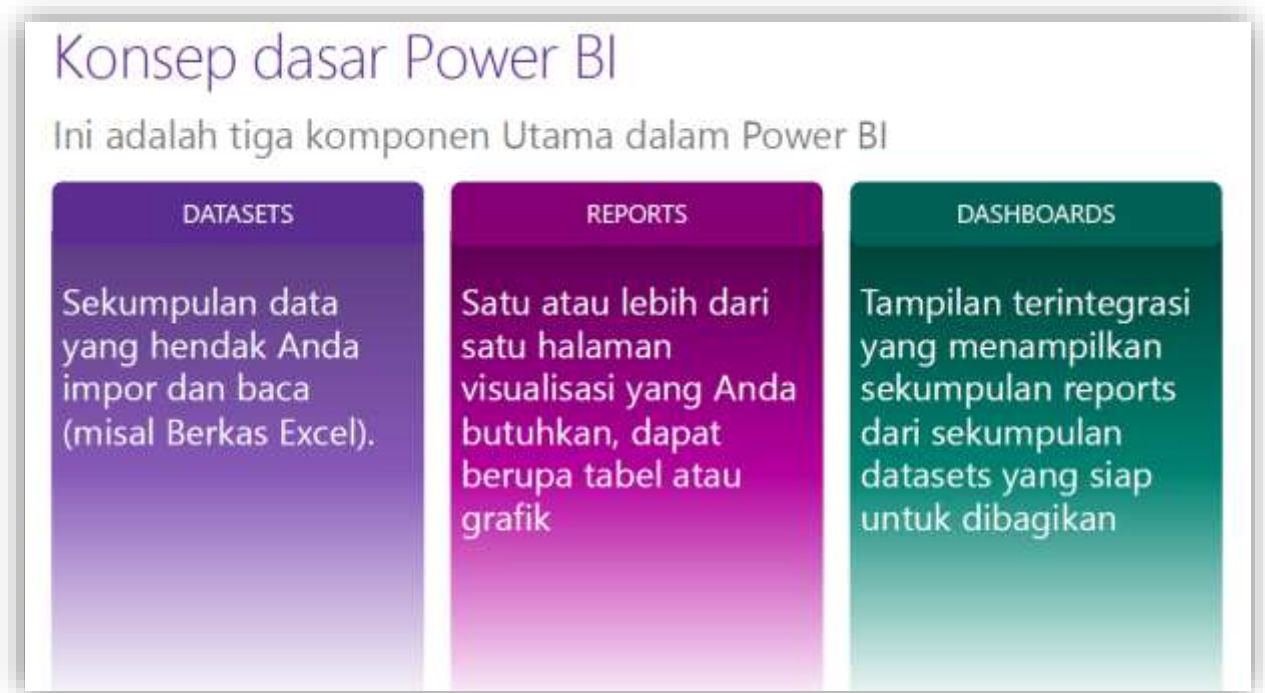 Konsep dasar Power BI
Ini adalah tiga komponen Utama dalam Power BI
DATASETS
Sekumpulan data
yang hendak Anda
impor dan baca
(misal Berkas Excel).
REPORTS
Satu atau lebih dari
satu halaman
visualisasi yang Anda
butuhkan, dapat
berupa tabel atau
grafik
DASHBOARDS
Tampilan terintegrasi
yang menampilkan
sekumpulan reports
dari sekumpulan
datasets yang siap
untuk dibagikan